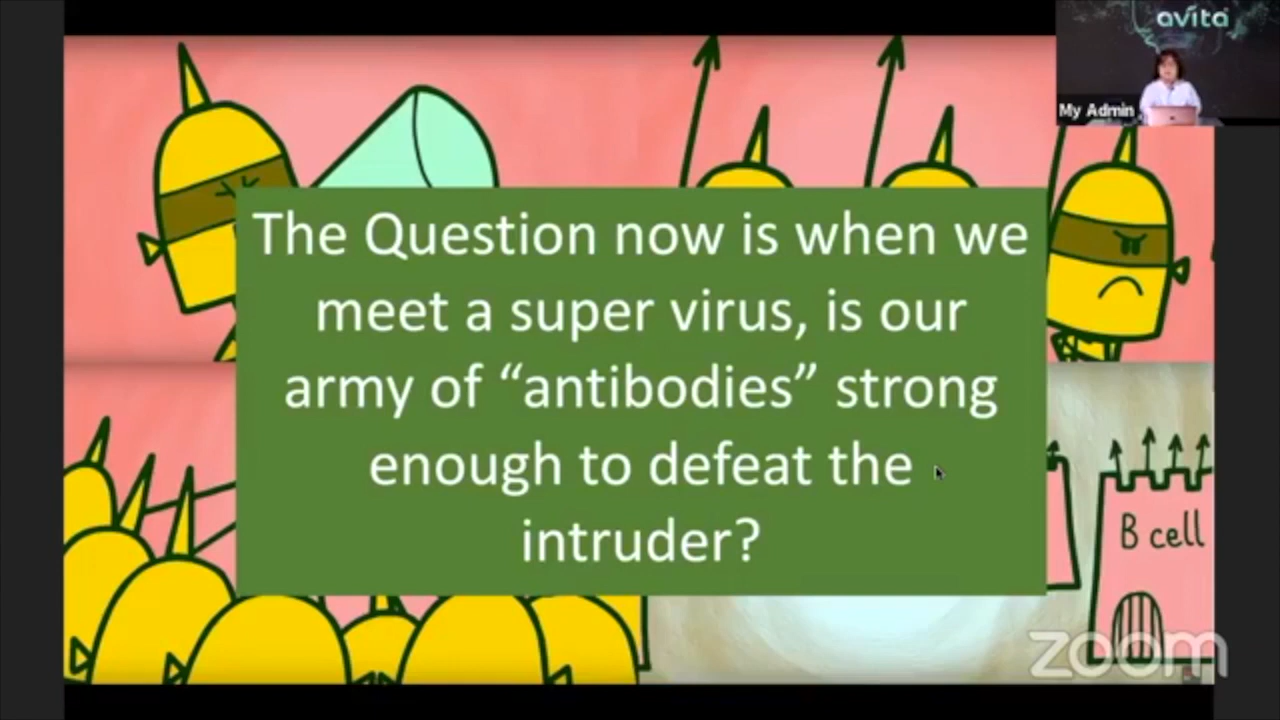 avita
My Admin
The Question now is when we
meet a super virus, is our
army of “antibodies” strong
enough to defeat the
intruder?
B cell
zoom